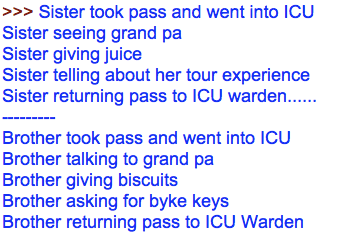 >>> Sister took pass and went into ICU
Sister seeing grand pa
Sister giving juice
Sister telling about her tour experience
Sister returning pass to ICU warden......
---------
Brother took pass and went into ICU
Brother talking to grand pa
Brother giving biscuits
Brother asking for byke keys
Brother returning pass to ICU Warden